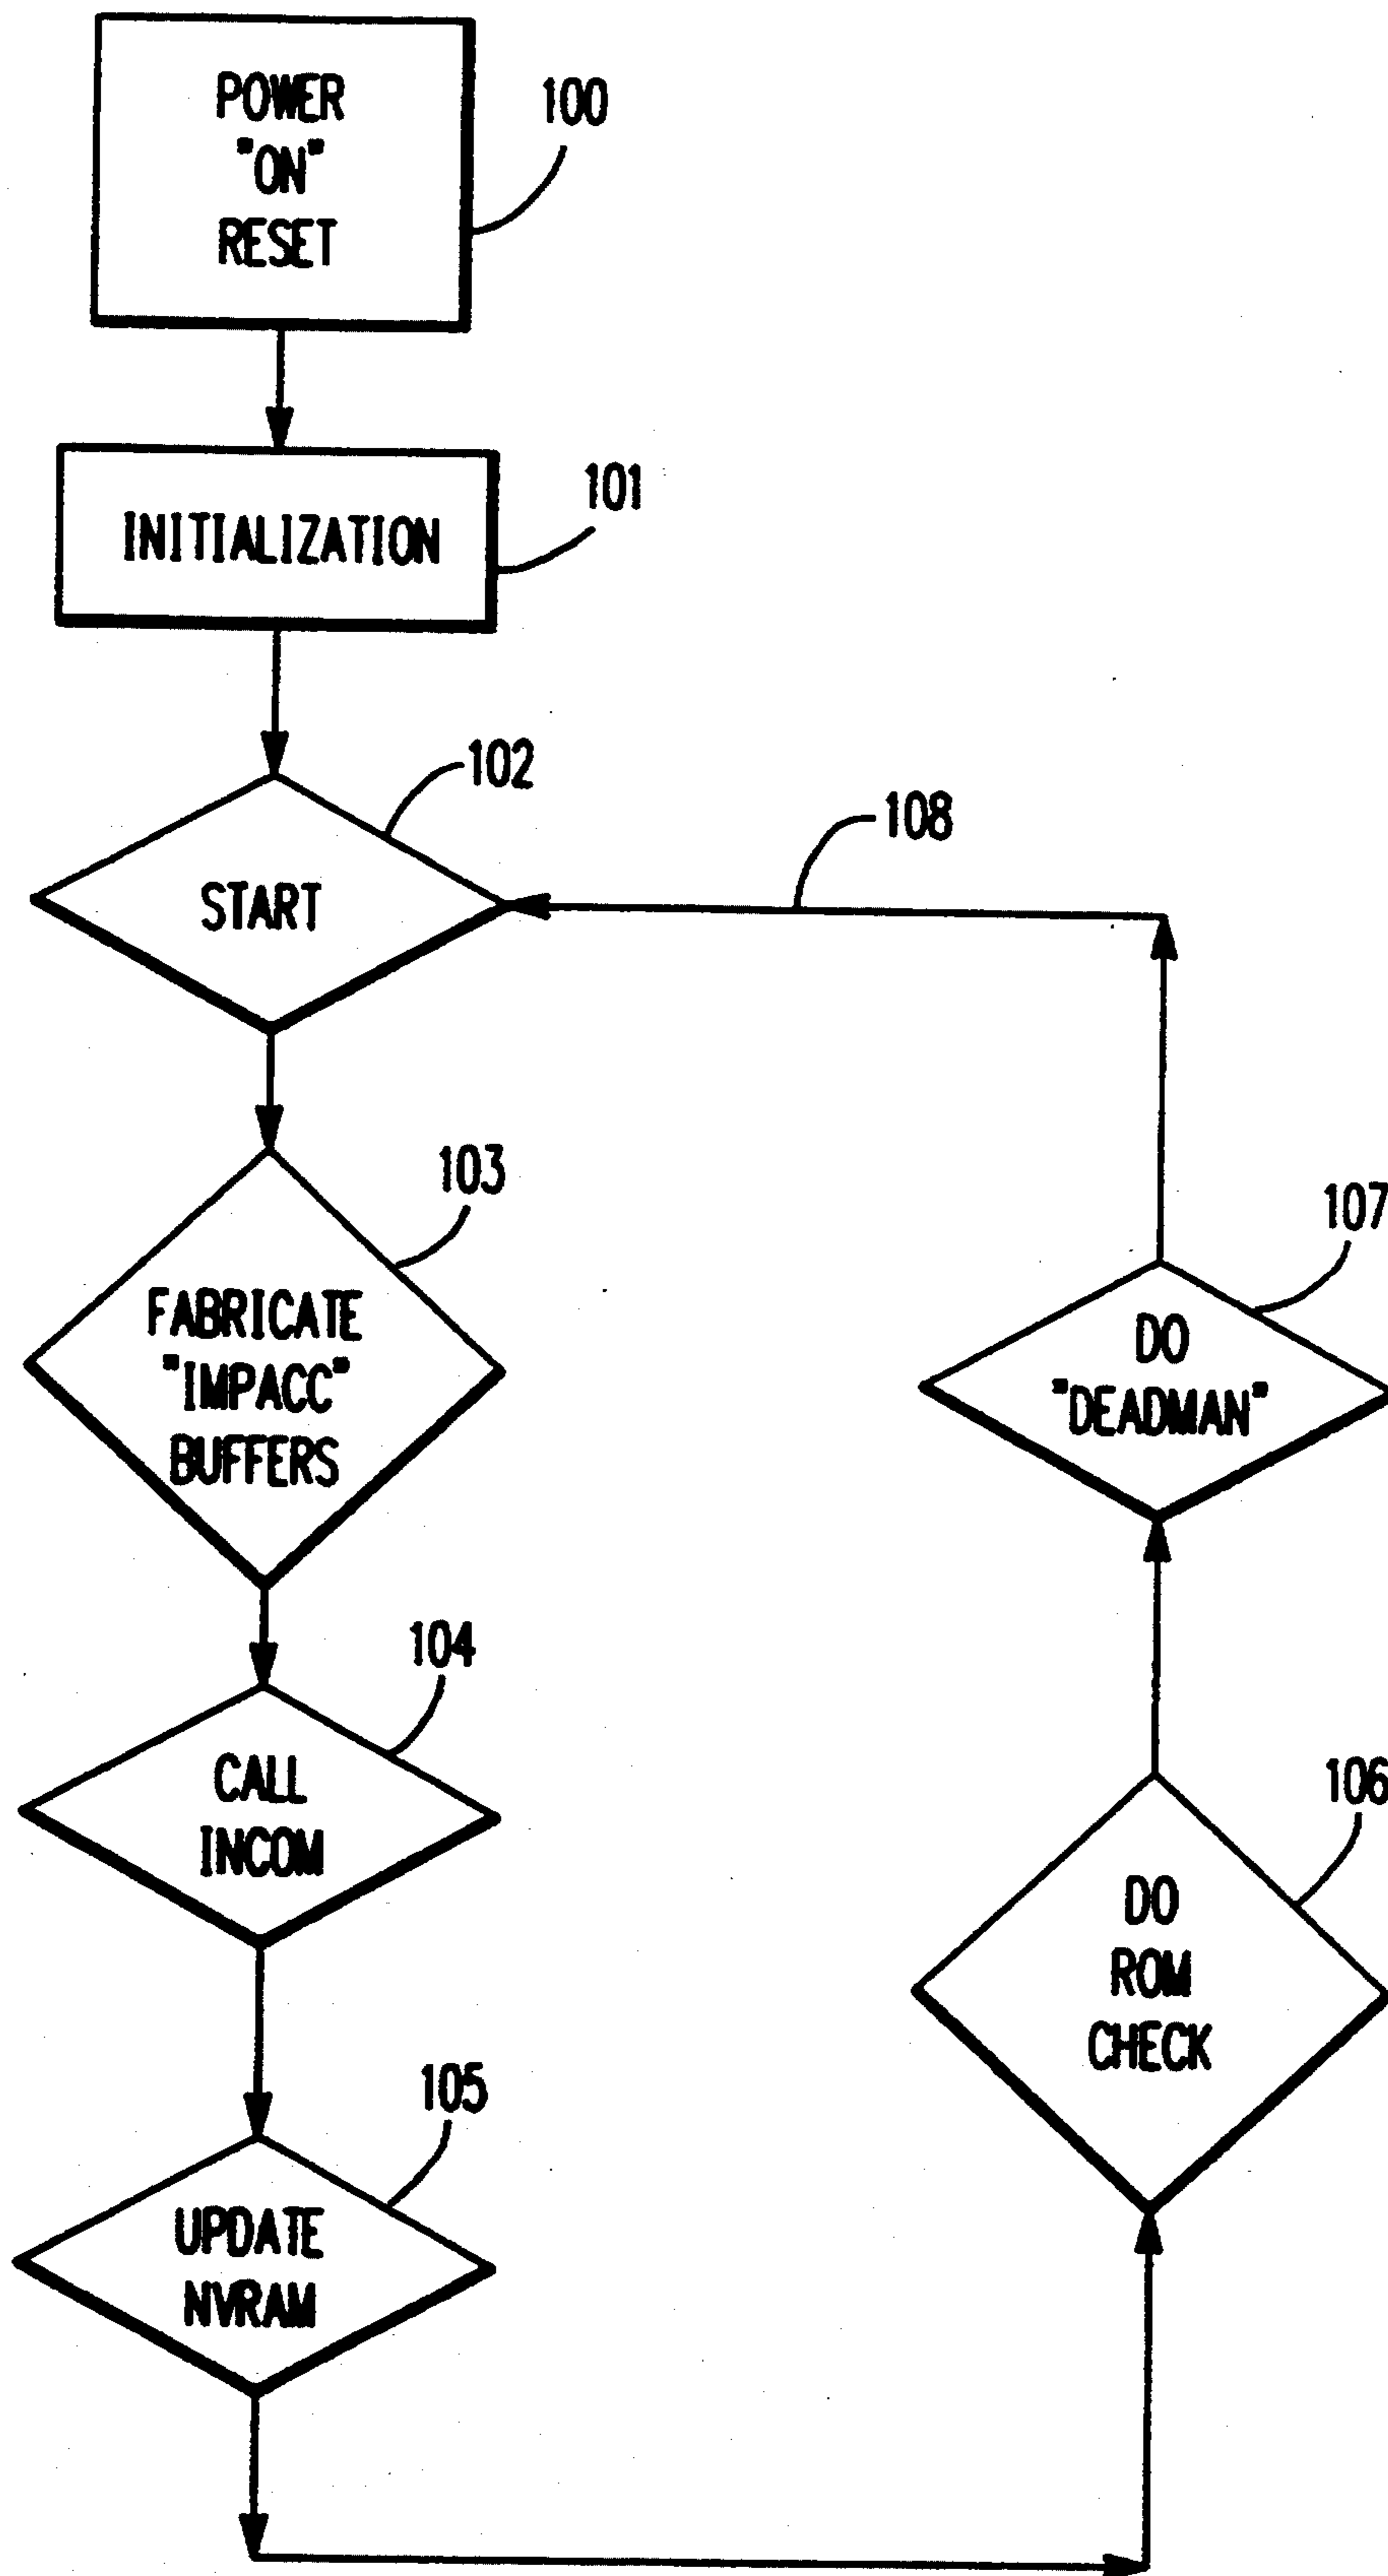 POWER
"ON"
RESET
100
INITIALIZATION
101
START
102
108
FABRICATE
"IMPACC"
BUFFERS
103
CALL
INCOM
104
UPDATE
NVRAM
105
DO
ROM
CHECK
106
DO
"DEADMAN"
107